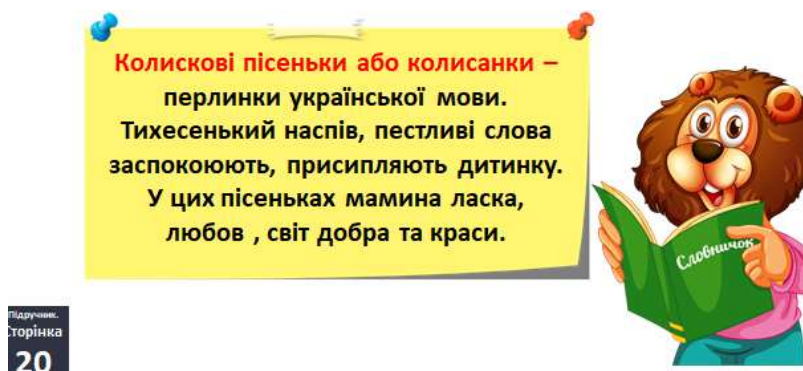 Колискові пісеньки або колисанки –
перлинки української мови.
Тихесенький наспів, пестливі слова
заспокоюють, присипляють дитинку.
У цих пісеньках мамина ласка,
любов , світ добра та краси.
Словничок
Підручник.
Сторінка
20